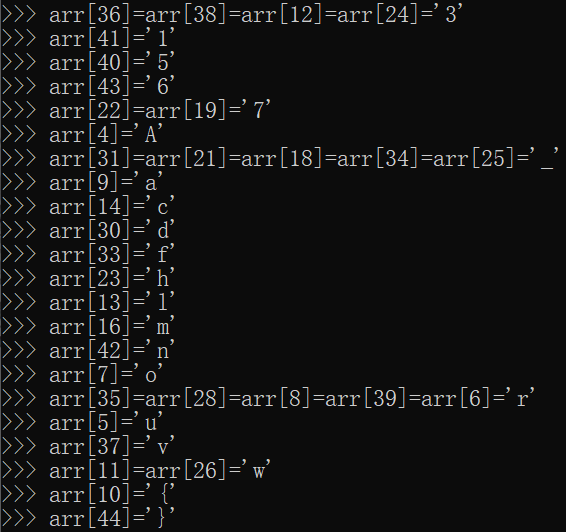 >>> arr[36]=arr[38]=arr[12]=arr[24]='3'
>>> arr[41]='1'
>>> arr[40]='5'
>>> arr[43]='6'
>>> arr[22]=arr[19]='7'
>>> arr[4]='A'
>>> arr[31]=arr[21]=arr[18]=arr[34]=arr[25]='_'
>>> arr[9]='a'
>>> arr[14]='c'
>>> arr[30]='d'
>>> arr[33]='f'
>>> arr[23]='h'
>>> arr[13]='l'
>>> arr[16]='m'
>>> arr[42]='n'
>>> arr[7]='o'
>>> arr[35]=arr[28]=arr[8]=arr[39]=arr[6]='r'
>>> arr[5]='u'
>>> arr[37]='v'
>>> arr[11]=arr[26]='w'
>>> arr[10]='{'
>>> arr[44]='}'